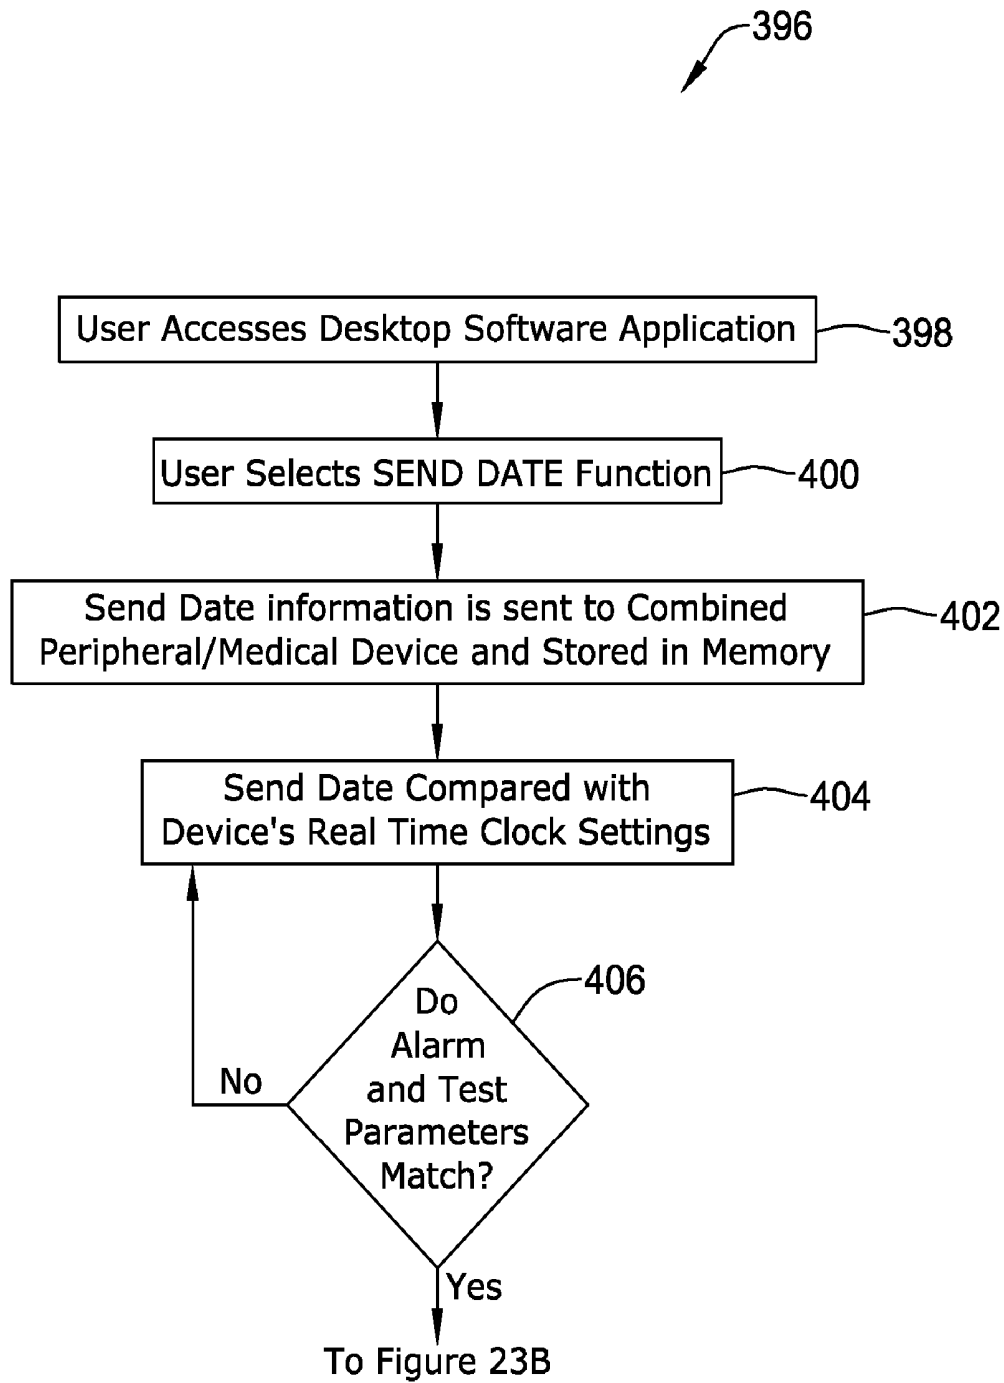 396
User Accesses Desktop Software Application
398
User Selects SEND DATE Function
400
Send Date information is sent to Combined
Peripheral/Medical Device and Stored in Memory
402
Send Date Compared with
Device's Real Time Clock Settings
404
Do
Alarm
and Test
Parameters
Match?
406
No
Yes
To Figure 23B